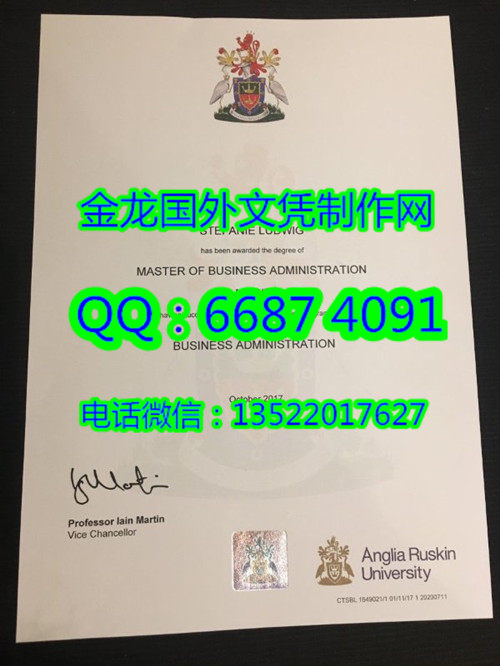 金龙国外文凭制作网
STEFANIE LUDWIG
has been awarded the degree of
MASTER OF BUSINESS ADMINISTRATION
QQ：6687 4091
BUSINESS ADMINISTRATION
October 2017
电话微信：13522017627
Professor Iain Martin
Vice Chancellor
Anglia Ruskin
University
CTSBL 1649021/1 01/11/17 1 20200711